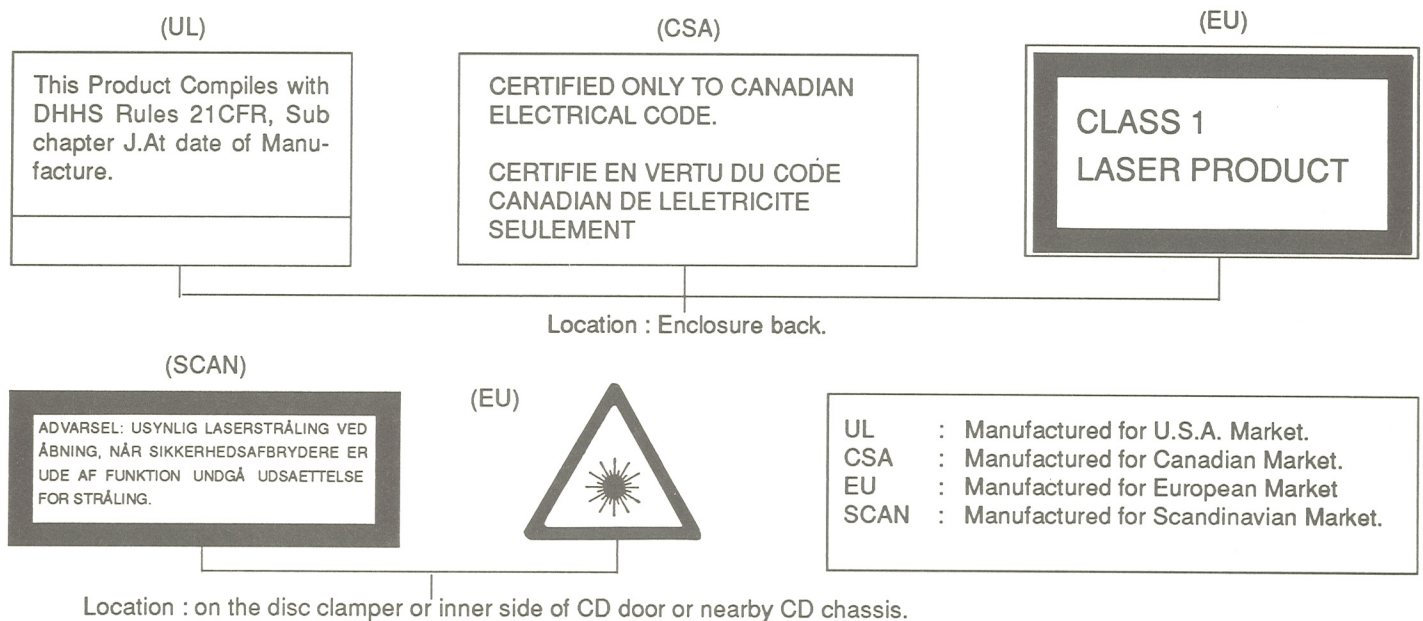 (UL)
This Product Compiles with
DHHS Rules 21CFR, Sub
chapter J.At date of Manu-
facture.
(CSA)
CERTIFIED ONLY TO CANADIAN
ELECTRICAL CODE.
CERTIFIE EN VERTU DU CODE
CANADIAN DE LELETRICITE
SEULEMENT
(EU)
CLASS 1
LASER PRODUCT
Location : Enclosure back.
(SCAN)
ADVARSEL: USYNLIG LASERSTRÅLING VED
ÅBNING, NÅR SIKKERHEDSAFBRYDERE ER
UDE AF FUNKTION UNDGÅ UDSAETTELSE
FOR STRÅLING.
(EU)
UL : Manufactured for U.S.A. Market.
CSA : Manufactured for Canadian Market.
EU : Manufactured for European Market
SCAN : Manufactured for Scandinavian Market.
Location : on the disc clamper or inner side of CD door or nearby CD chassis.